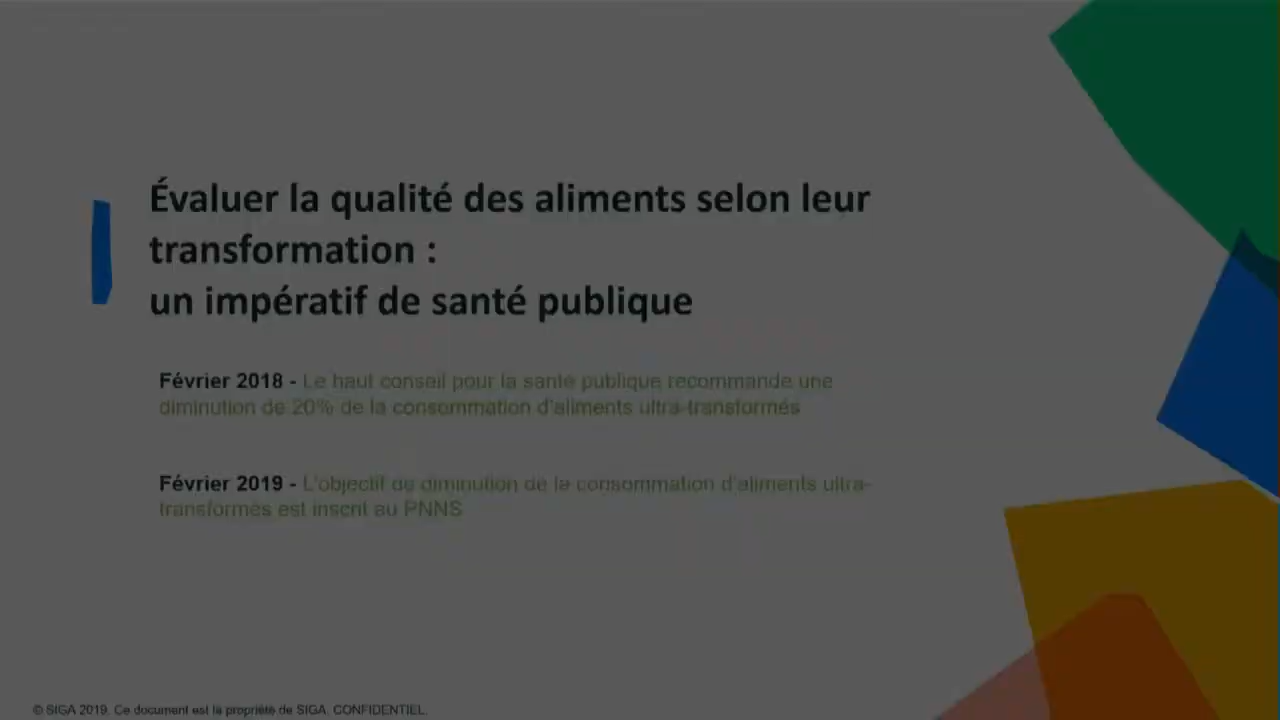 Évaluer la qualité des aliments selon leur
transformation :
un impératif de santé publique
Février 2018 - Le haut conseil pour la santé publique recommande une
diminution de 20% de la consommation d'aliments ultra-transformés
Février 2019 - L'objectif de diminution de la consommation d'aliments ultra-
transformés est inscrit au PNNS
© SIGA 2019. Ce document est la propriété de SIGA. CONFIDENTIEL.